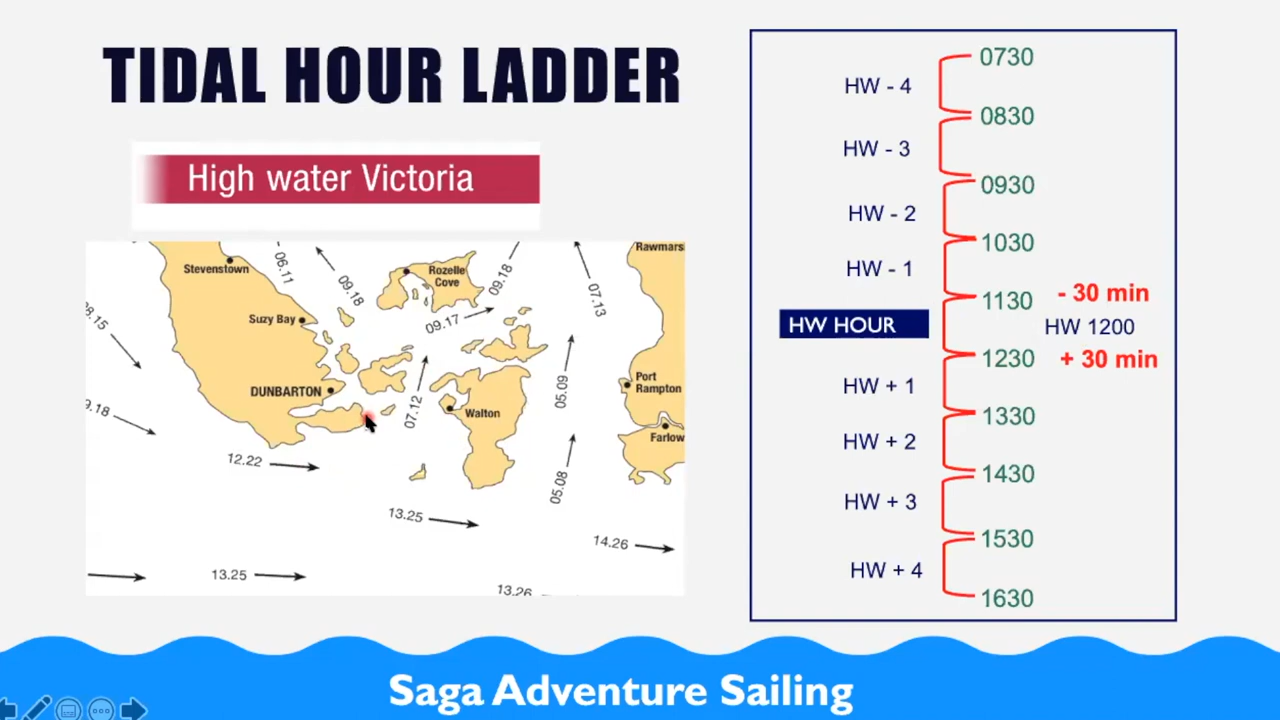 TIDAL HOUR LADDER
High water Victoria
Stevenstown
06.11
09.18
Rozelle
Cove
09.18
07.13
Rawmars
Suzy Bay
09.17
DUNBARTON
07.12
Walton
05.09
Port
Rampton
Farlow
9.18
12.22
05.08
13.25
14.26
13.25
13.26
HW - 4
HW - 3
HW - 2
HW - 1
HW HOUR
HW + 1
HW + 2
HW + 3
HW + 4
0730
0830
0930
1030
1130
1230
1330
1430
1530
1630
- 30 min
HW 1200
+ 30 min
Saga Adventure Sailing